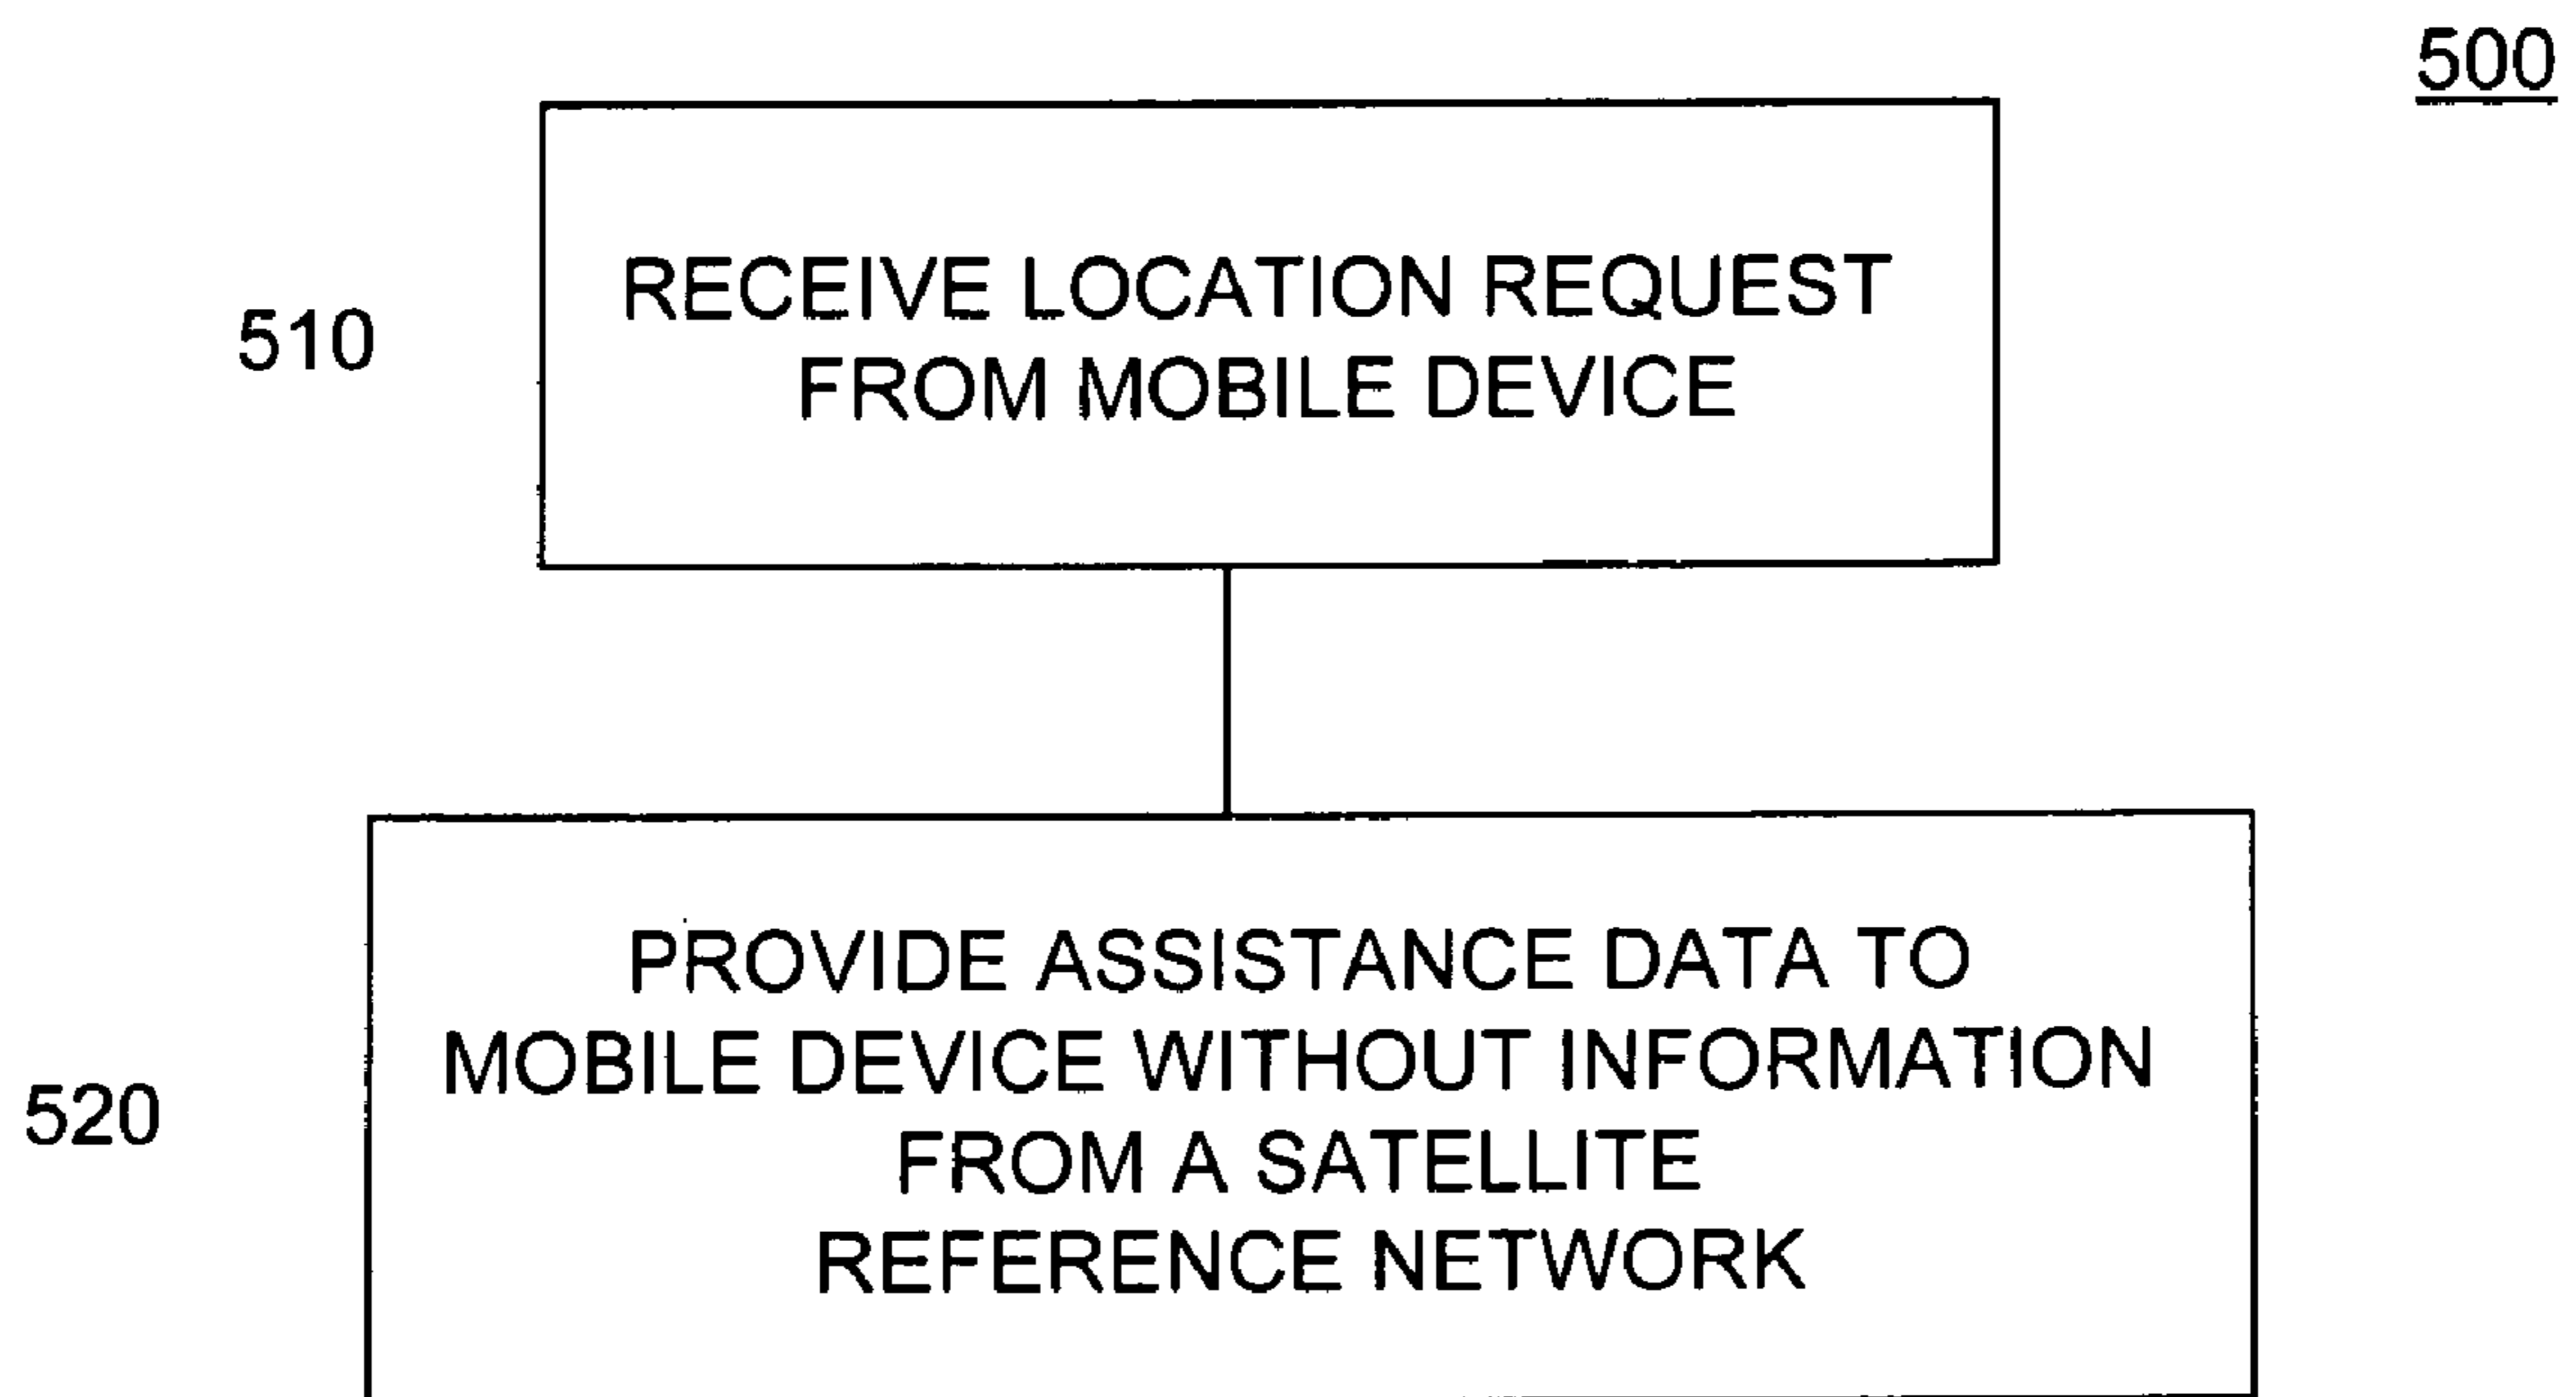 500
510
RECEIVE LOCATION REQUEST
FROM MOBILE DEVICE
520
PROVIDE ASSISTANCE DATA TO
MOBILE DEVICE WITHOUT INFORMATION
FROM A SATELLITE
REFERENCE NETWORK